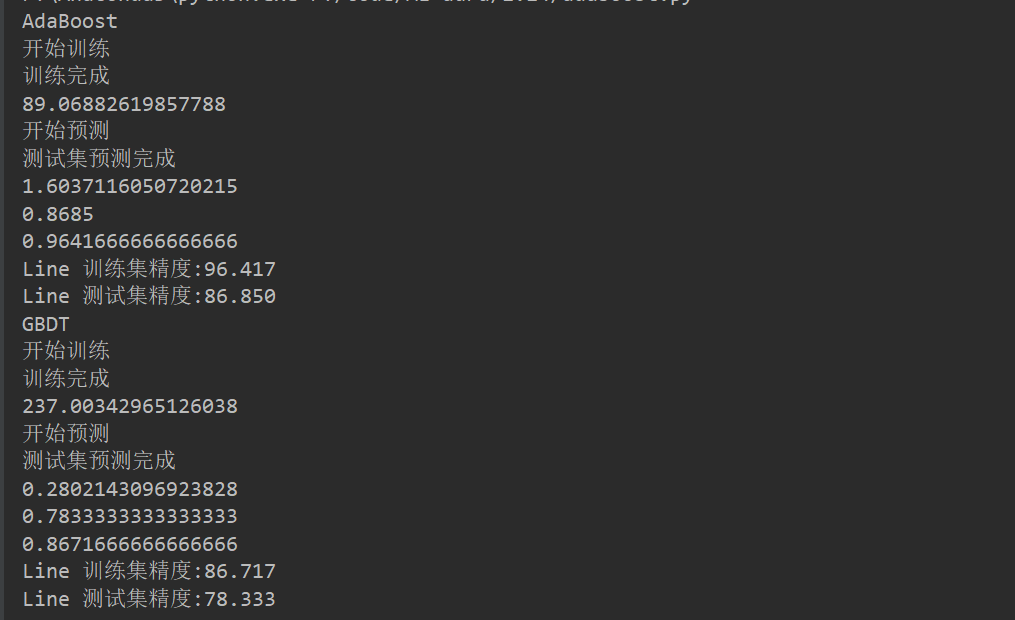 AdaBoost
开始训练
训练完成
89.06882619857788
开始预测
测试集预测完成
1.6037116050720215
0.8685
0.9641666666666666
Line 训练集精度:96.417
Line 测试集精度:86.850
GBDT
开始训练
训练完成
237.00342965126038
开始预测
测试集预测完成
0.2802143096923828
0.7833333333333333
0.8671666666666666
Line 训练集精度:86.717
Line 测试集精度:78.333